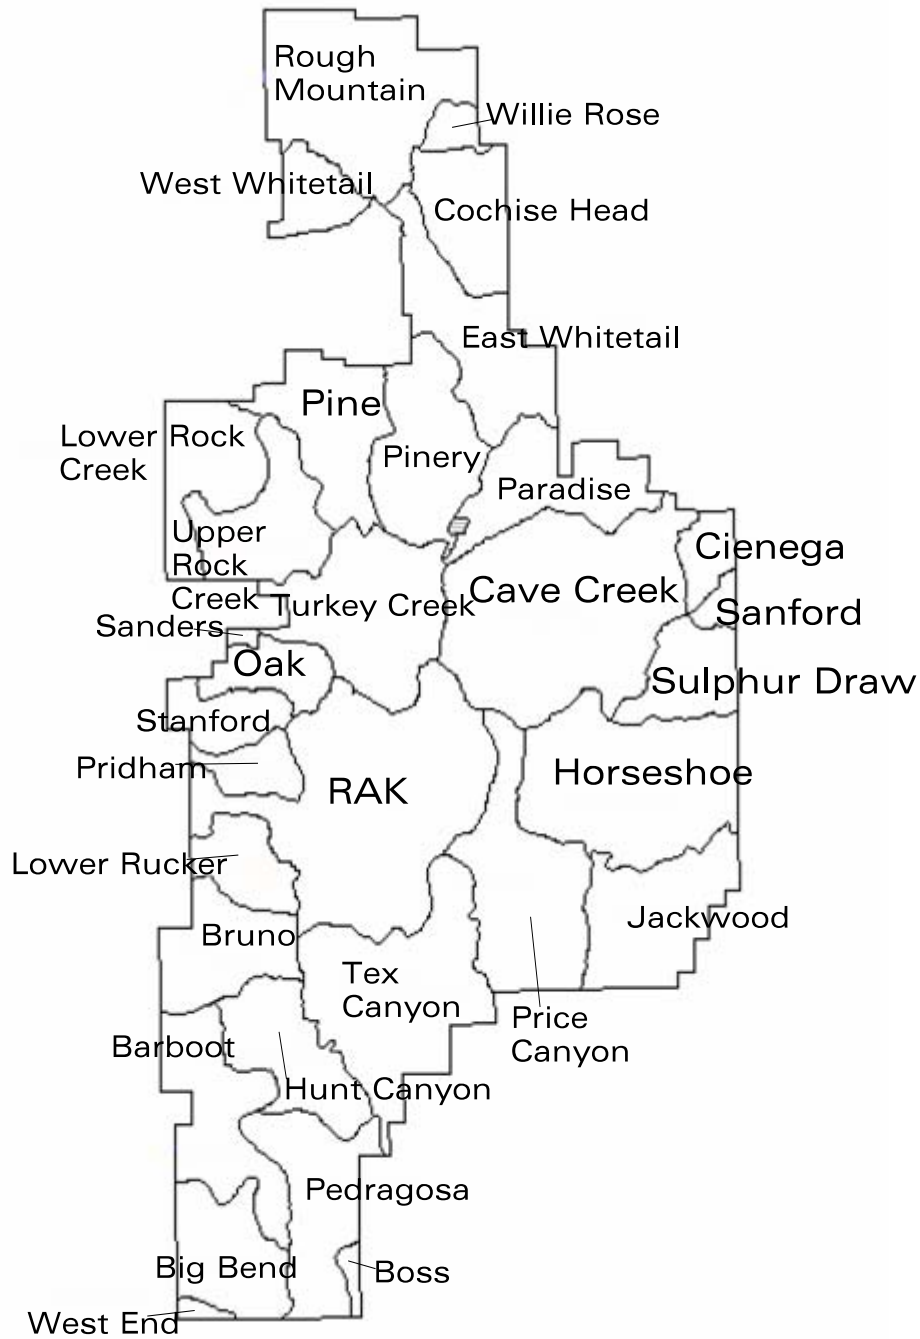 Rough
Mountain
Willie Rose
West Whitetail
Cochise Head
East Whitetail
Pine
Lower Rock
Creek
Pinery
Paradise
Upper
Rock
Creek
Cienega
Cave Creek
Turkey Creek
Sanford
Sanders
Oak
Sulphur Draw
Stanford
Pridham
RAK
Horseshoe
Lower Rucker
Jackwood
Bruno
Tex
Canyon
Price
Canyon
Barboot
Hunt Canyon
Pedragosa
Big Bend
Boss
West End